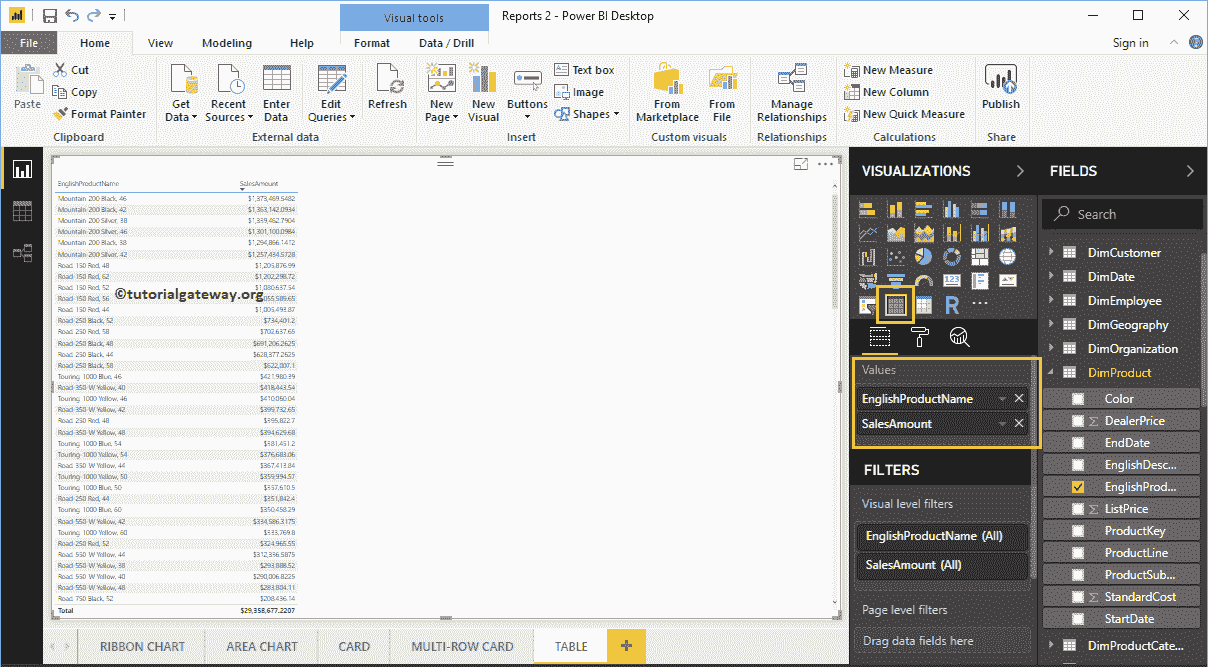 Visual tools
Reports 2 - Power BI Desktop
File
Home
View
Modeling
Help
Format
Data / Drill
Sign in
Paste
Cut
Copy
Format Painter
Clipboard
Get Data
Recent Sources
Enter Data
Edit Queries
External data
Refresh
New Page
New Visual
Buttons
Text box
Image
Shapes
Insert
From Marketplace
From File
Custom visuals
Manage Relationships
Relationships
New Measure
New Column
New Quick Measure
Calculations
Publish
Share
EnglishProductName SalesAmount
Mountain-200 Black, 46 $1,373,469.5482
Mountain-200 Black, 42 $1,363,142.0934
Mountain-200 Silver, 38 $1,339,462.7904
Mountain-200 Silver, 46 $1,301,100.0984
Mountain-200 Black, 38 $1,294,866.1412
Mountain-200 Silver, 42 $1,257,434.5728
Road-150 Red, 48 $1,205,876.99
Road-150 Red, 62 $1,202,298.72
Road-150 Red, 52 $1,080,637.54
Road-150 Red, 56 $1,055,589.65
Road-150 Red, 44 $1,005,493.87
©tutorialgateway.org
Road-250 Black, 52 $734,401.2
Road-250 Red, 58 $702,637.65
Road-250 Black, 48 $691,206.2625
Road-250 Black, 44 $628,377.2625
Road-250 Black, 58 $622,007.1
Touring-1000 Blue, 46 $421,980.39
Road-350-W Yellow, 40 $418,443.54
Touring-1000 Yellow, 46 $410,060.04
Road-350-W Yellow, 42 $399,732.65
Road-250 Red, 48 $395,822.7
Road-350-W Yellow, 48 $394,629.68
Touring-1000 Blue, 54 $381,451.2
Touring-1000 Yellow, 54 $376,683.06
Road-350-W Yellow, 44 $367,413.84
Touring-1000 Yellow, 50 $359,994.57
Touring-1000 Blue, 50 $357,610.5
Road-250 Red, 44 $351,842.4
Touring-1000 Blue, 60 $350,458.29
Road-550-W Yellow, 42 $334,586.3175
Touring-1000 Yellow, 60 $333,769.8
Road-250 Red, 52 $324,965.55
Road-550-W Yellow, 44 $312,356.5875
Road-550-W Yellow, 38 $293,888.52
Road-550-W Yellow, 40 $290,006.8225
Road-550-W Yellow, 48 $283,804.11
Road-750 Black, 52 $208,436.14
Total $29,358,677.2207
RIBBON CHART
AREA CHART
CARD
MULTI-ROW CARD
TABLE
VISUALIZATIONS
123
R
Values
EnglishProductName
SalesAmount
FILTERS
Visual level filters
EnglishProductName (All)
SalesAmount (All)
Page level filters
Drag data fields here
FIELDS
Search
DimCustomer
DimDate
DimEmployee
DimGeography
DimOrganization
DimProduct
Color
DealerPrice
EndDate
EnglishDesc...
EnglishProd...
ListPrice
ProductKey
ProductLine
ProductSub...
StandardCost
StartDate
DimProductCate...